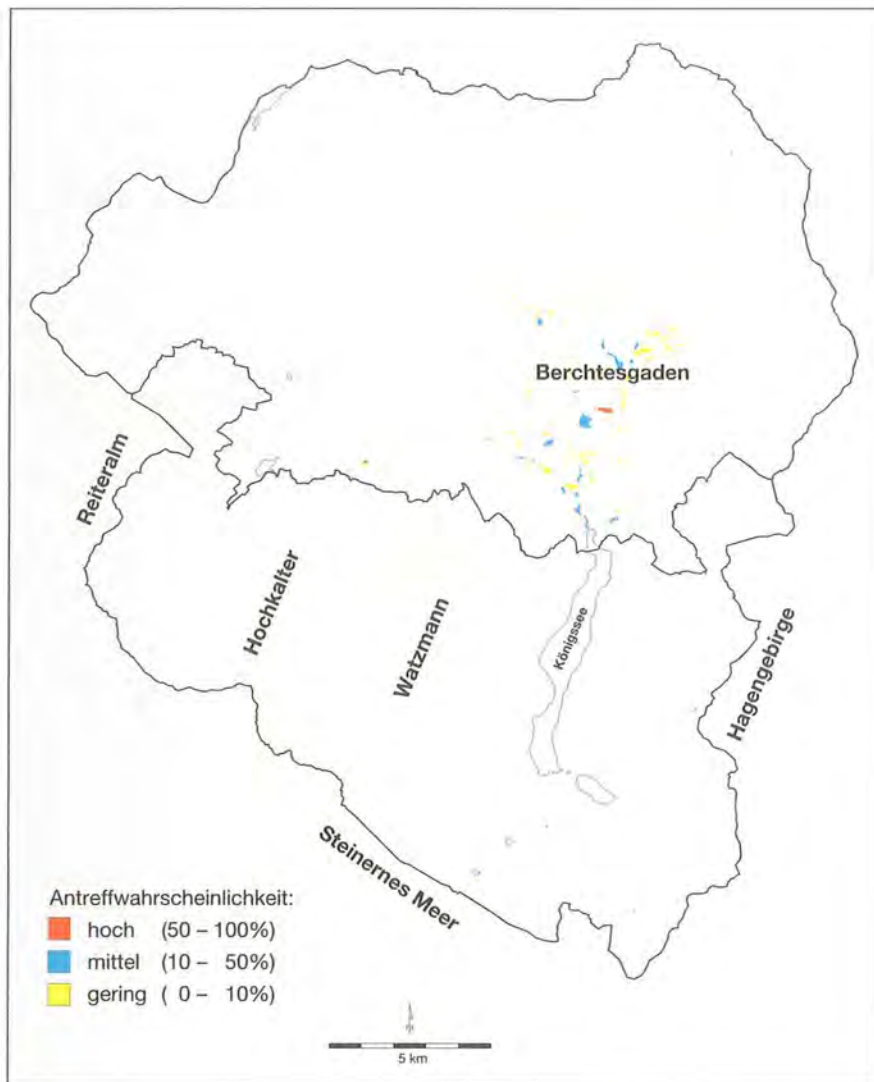 Berchtesgaden
Reiteralm
Hochkalter
Watzmann
Königssee
Hagengebirge
Steinernes Meer
Antreffwahrscheinlichkeit:
hoch (50 – 100%)
mittel (10 – 50%)
gering ( 0 – 10%)
5 km